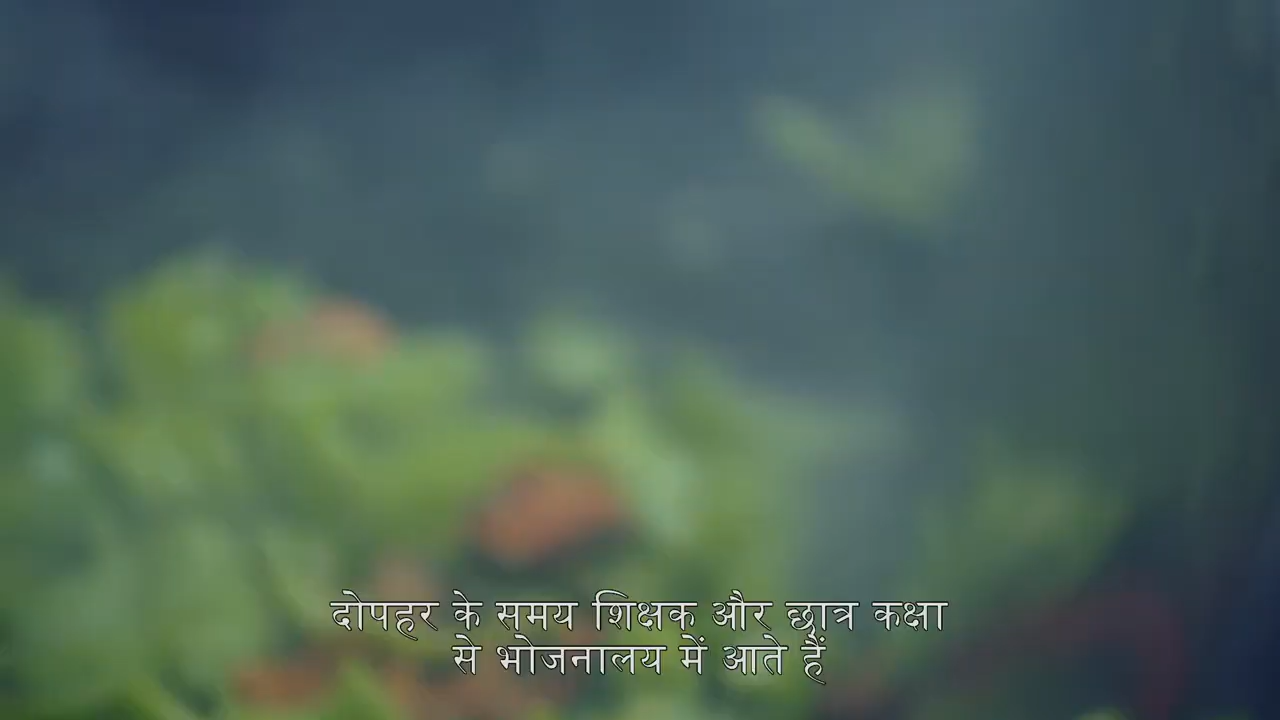 दोपहर के समय शिक्षक और छात्र कक्षा
से भोजनालय में आते हैं